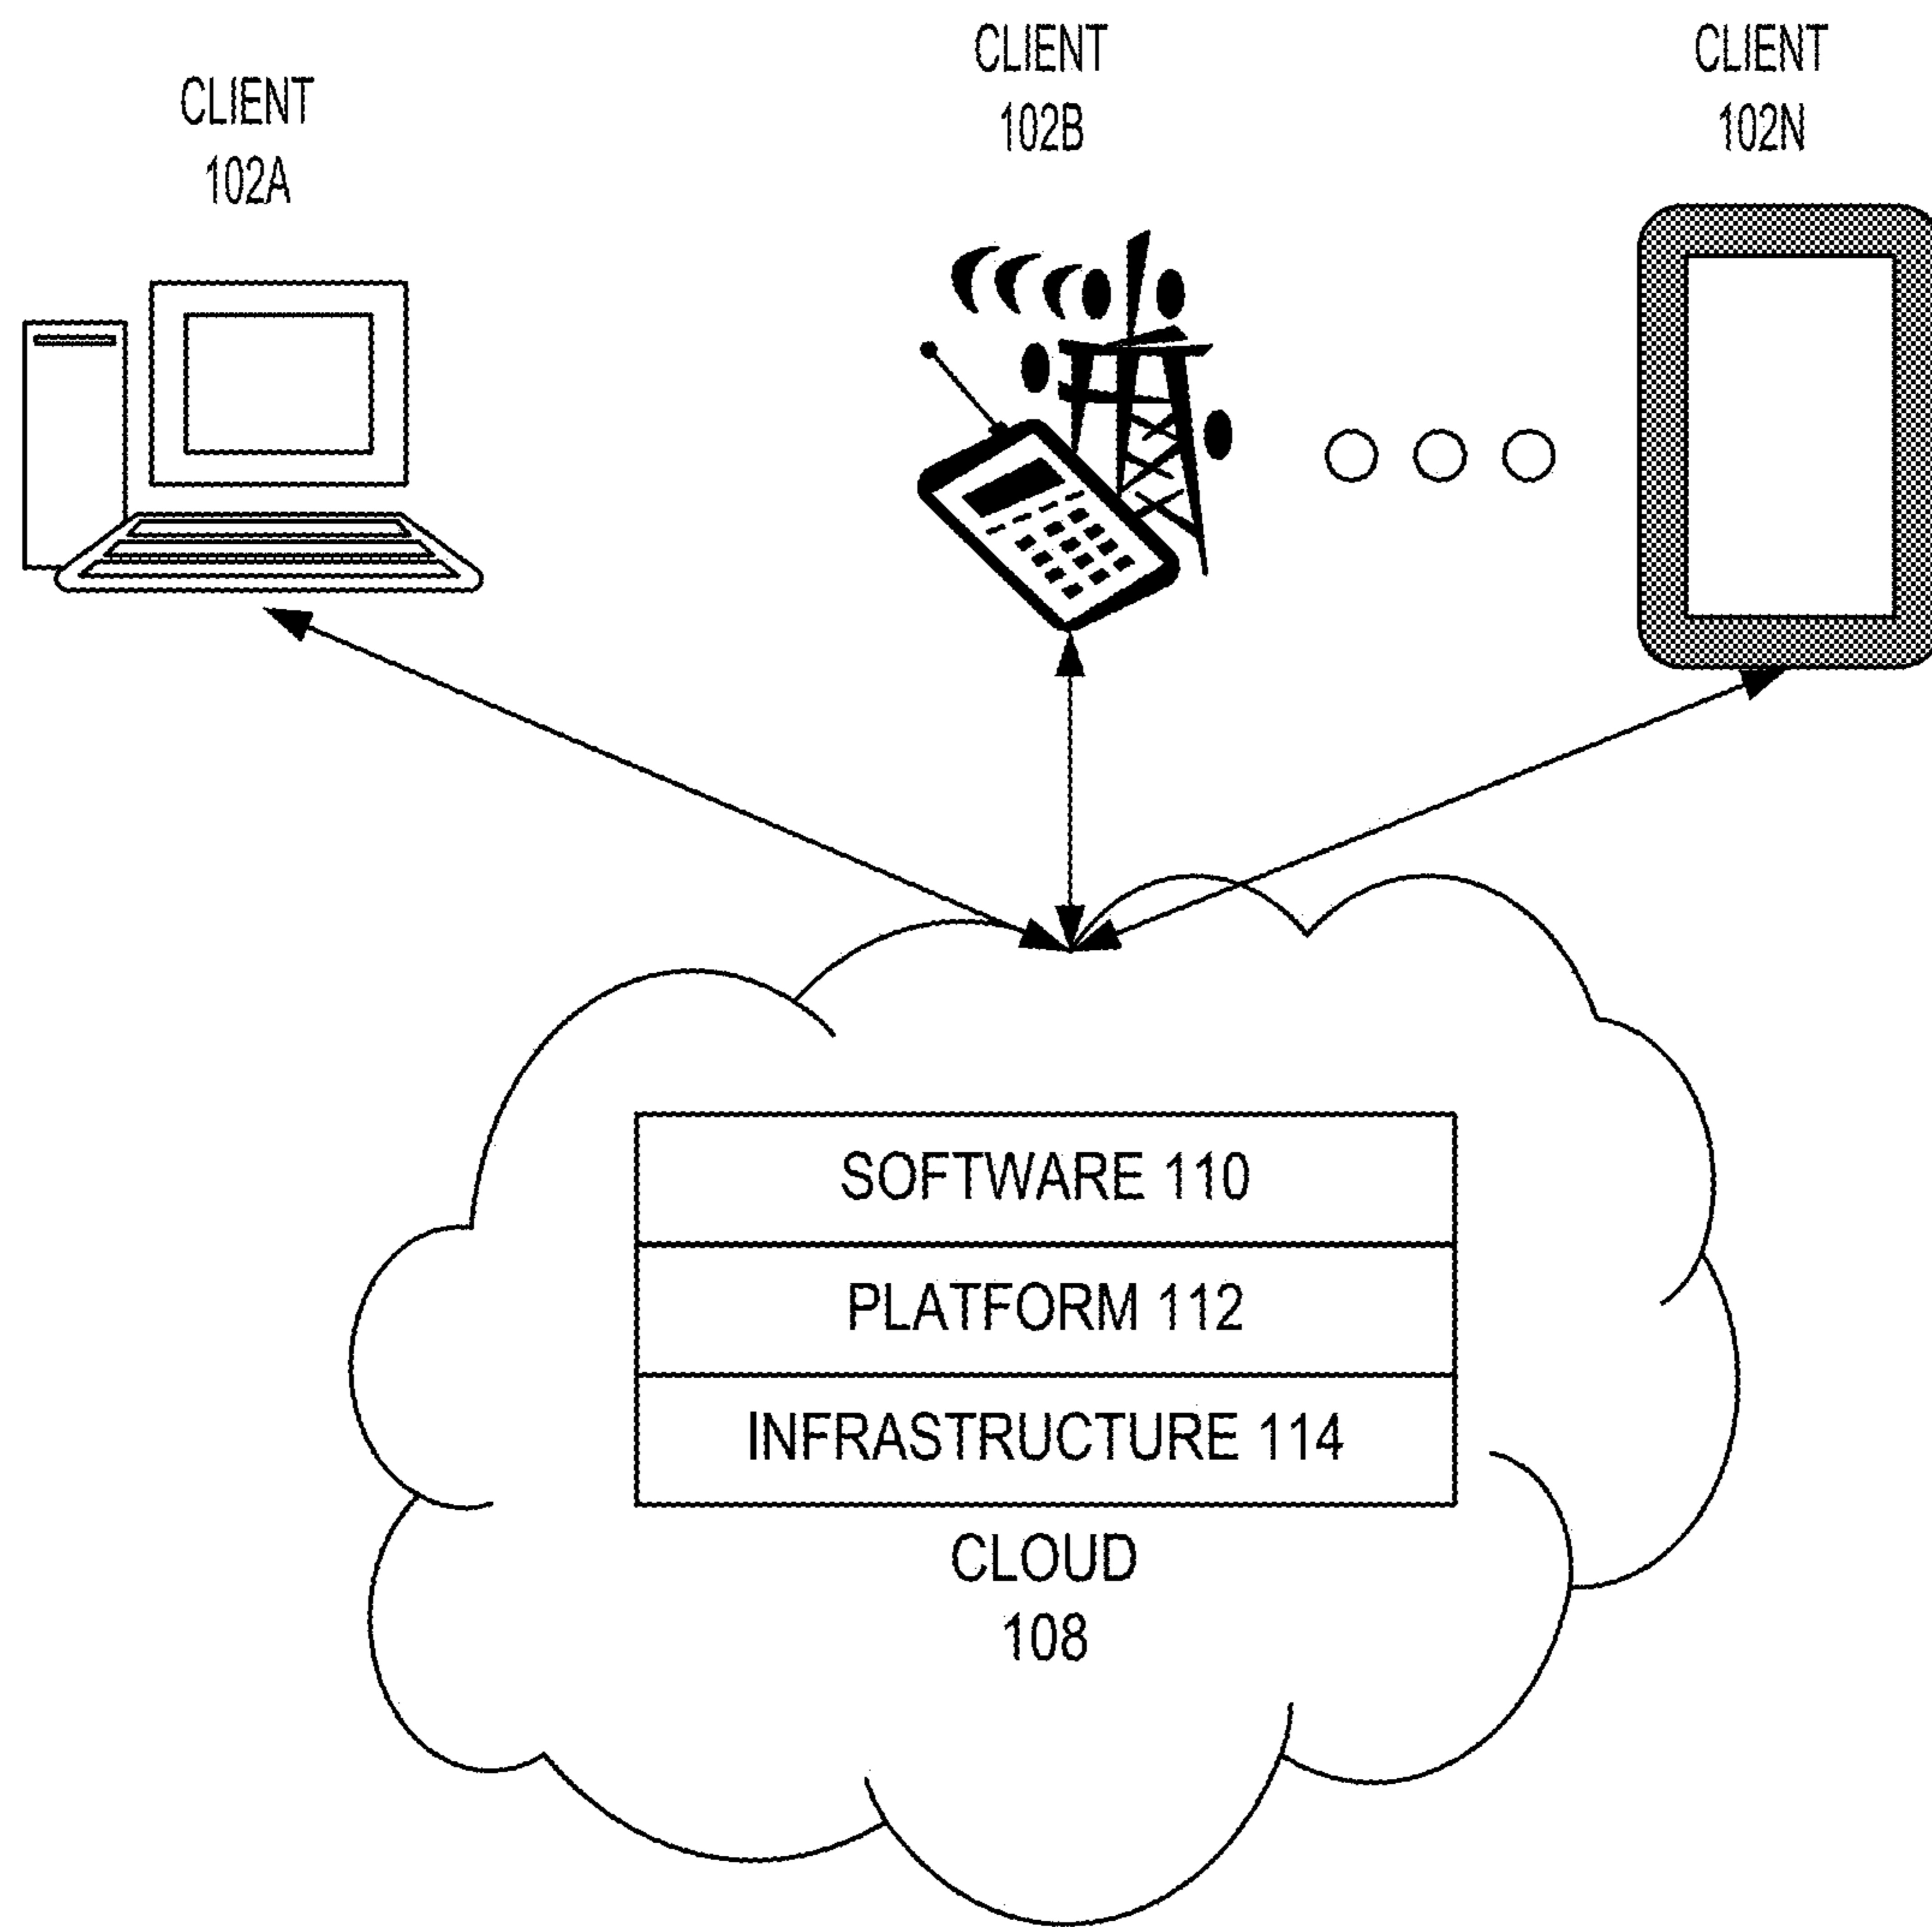 CLIENT
102A
CLIENT
102B
CLIENT
102N
SOFTWARE 110
PLATFORM 112
INFRASTRUCTURE 114
CLOUD
108